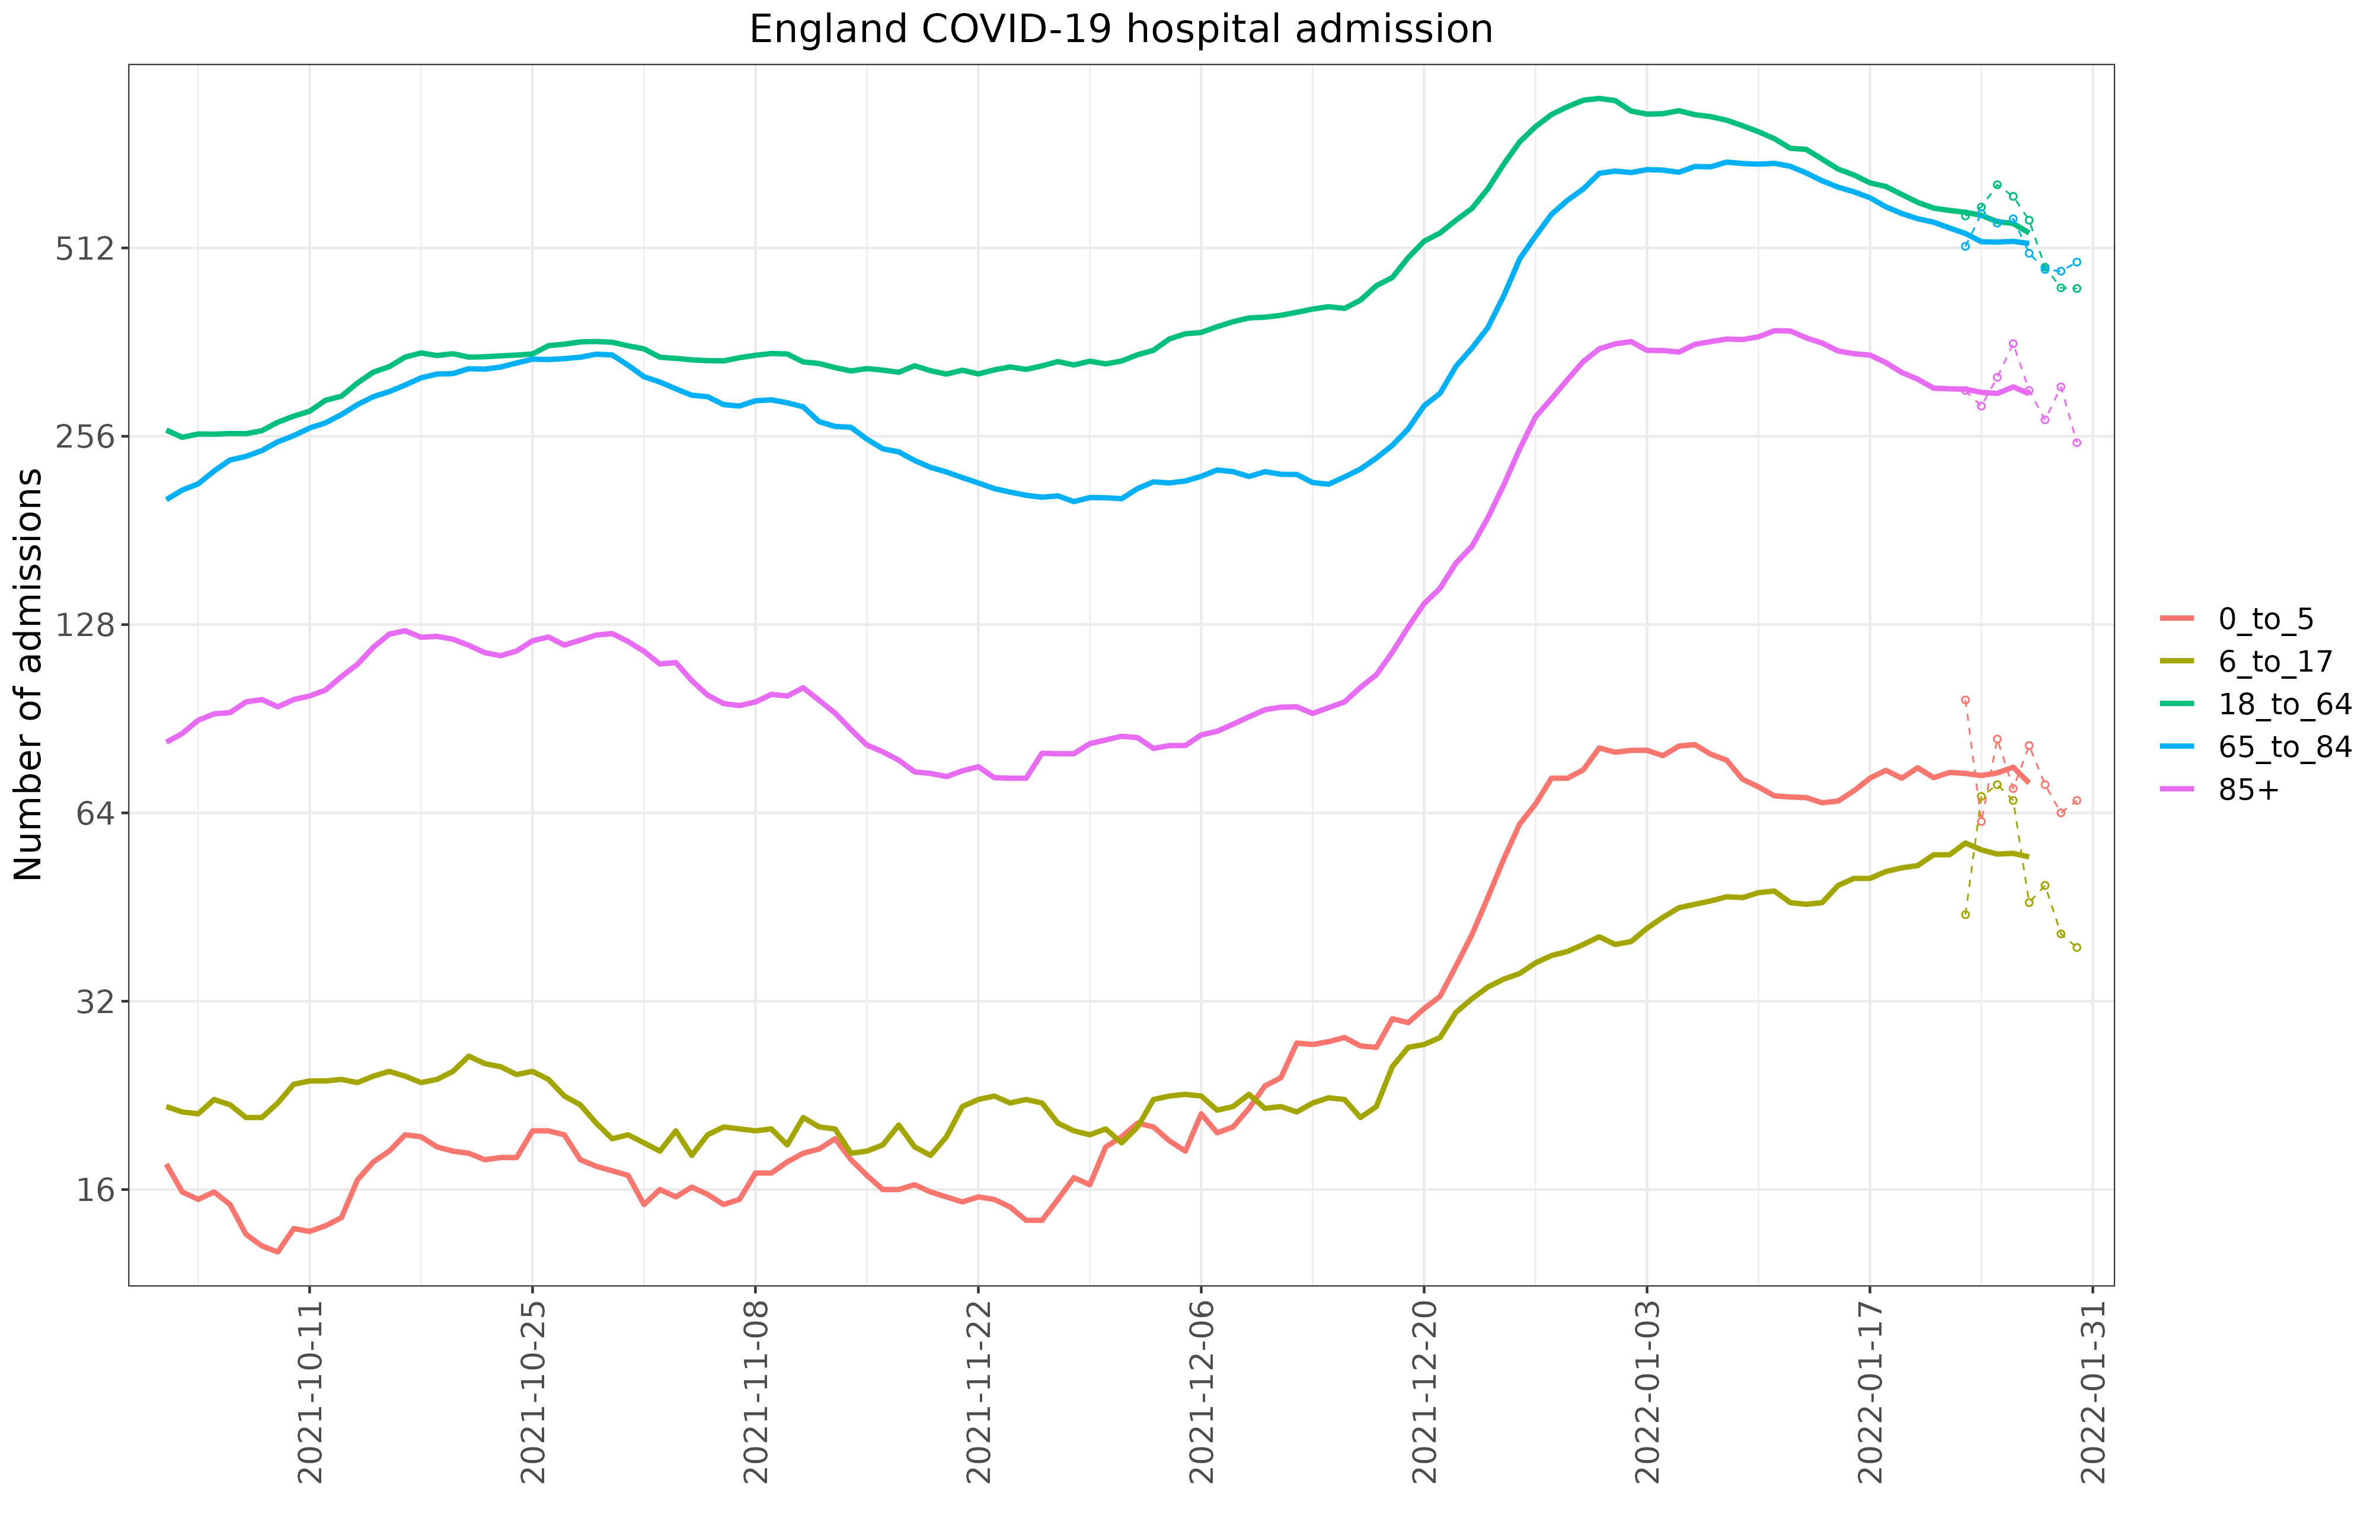 England COVID-19 hospital admission
Number of admissions
512
256
128
64
32
16
2021-10-11
2021-10-25
2021-11-08
2021-11-22
2021-12-06
2021-12-20
2022-01-03
2022-01-17
2022-01-31
0_to_5
6_to_17
18_to_64
65_to_84
85+